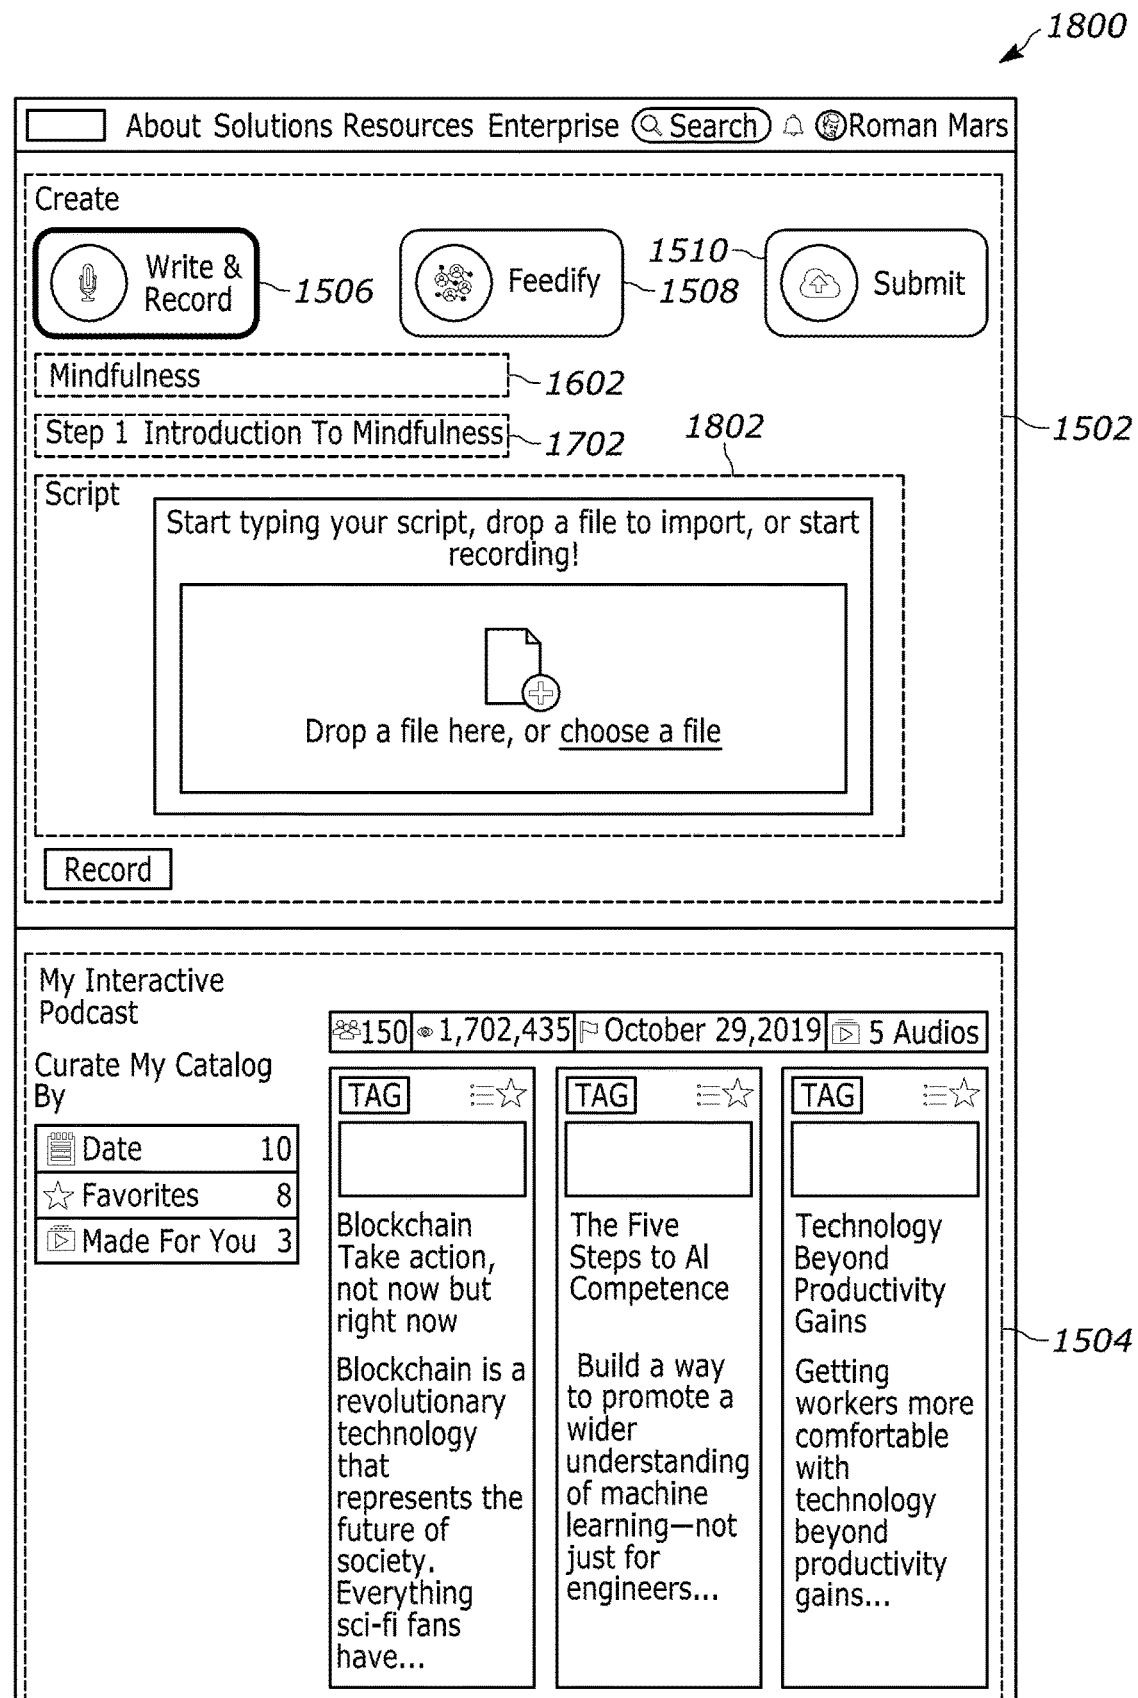 1800
About Solutions Resources Enterprise Search Roman Mars
Create
Write &
Record
1506
Feedify
1508
1510
Submit
Mindfulness
1602
Step 1 Introduction To Mindfulness
1702
1802
1502
Script
Start typing your script, drop a file to import, or start
recording!
Drop a file here, or choose a file
Record
My Interactive
Podcast
Curate My Catalog
By
Date 10
Favorites 8
Made For You 3
150 1,702,435 October 29,2019 5 Audios
TAG
Blockchain
Take action,
not now but
right now
Blockchain is a
revolutionary
technology
that
represents the
future of
society.
Everything
sci-fi fans
have...
TAG
The Five
Steps to AI
Competence
Build a way
to promote a
wider
understanding
of machine
learning—not
just for
engineers...
TAG
Technology
Beyond
Productivity
Gains
Getting
workers more
comfortable
with
technology
beyond
productivity
gains...
1504